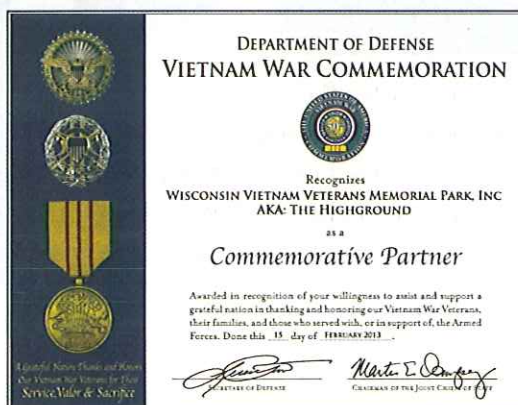 DEPARTMENT OF DEFENSE
VIETNAM WAR COMMEMORATION
Recognizes
WISCONSIN VIETNAM VETERANS MEMORIAL PARK, INC
AKA: THE HIGHGROUND
as a
Commemorative Partner
Awarded in recognition of your willingness to assist and support a
grateful nation in thanking and honoring our Vietnam War Veterans,
their families, and those who served with, or in support of, the Armed
Forces. Done this 15 day of FEBRUARY 2013.
SECRETARY OF DEFENSE
CHAIRMAN OF THE JOINT CHIEFS OF STAFF
A Grateful Nation Thanks and Honors
Our Vietnam War Veterans for Their
Service, Valor & Sacrifice